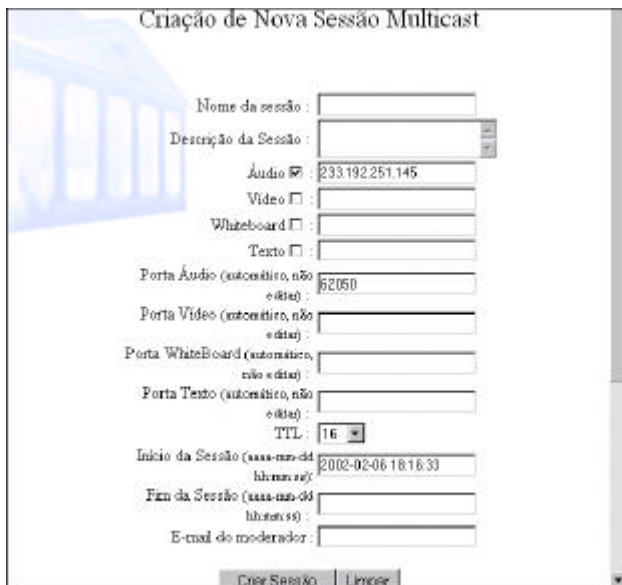 Criação de Nova Sessão Multicast
Nome da sessão :
Descrição da Sessão :
Áudio : 233.192.251.145
Vídeo :
Whiteboard :
Texto :
Porta Áudio (automático, não
editar) : 62050
Porta Vídeo (automático, não
editar) :
Porta WhiteBoard (automático,
não editar) :
Porta Texto (automático, não
editar) :
TTL : 16
Início da Sessão (aaaa-mm-dd
hh:mm:ss): 2002-02-06 18:16:33
Fim da Sessão (aaaa-mm-dd
hh:mm:ss) :
E-mail do moderador :
Criar Sessão Limpar